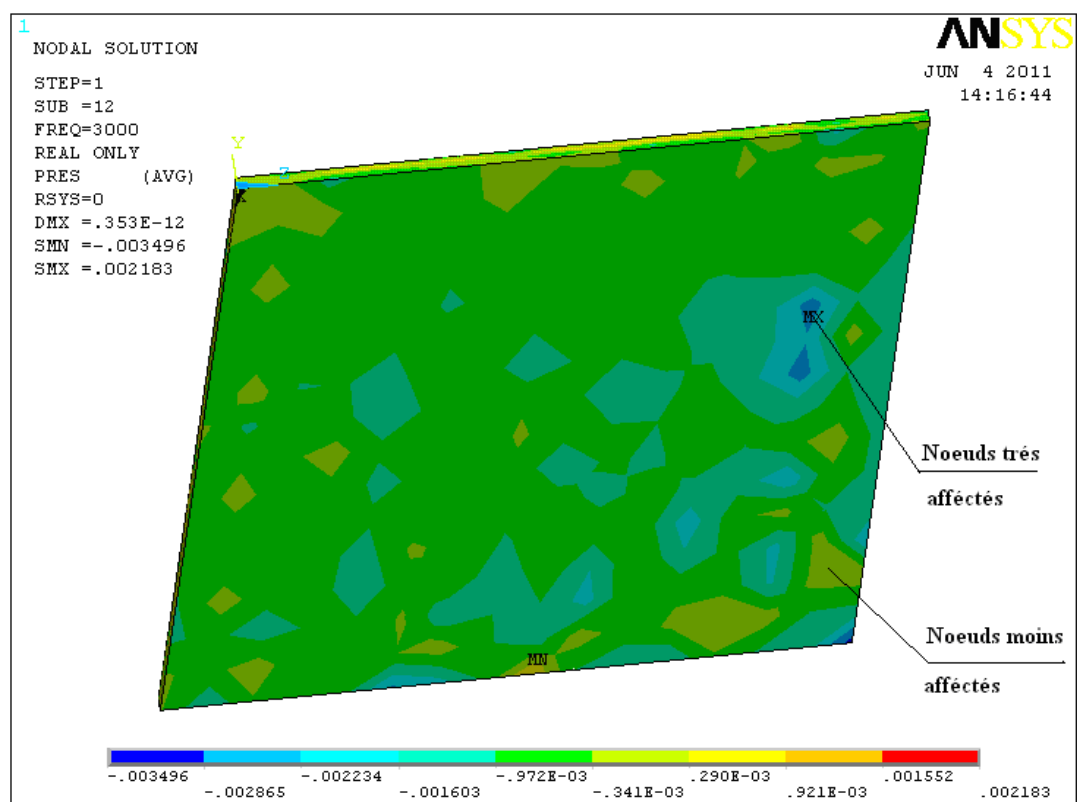 1
NODAL SOLUTION
STEP=1
SUB =12
FREQ=3000
REAL ONLY
PRES (AVG)
RSYS=0
DMX =.353E-12
SMN =-.003496
SMX =.002183
ANSYS
JUN 4 2011
14:16:44
Y
Z
X
MX
Noeuds trés
affectés
Noeuds moins
affectés
MN
-.003496 -.002234 -.972E-03 .290E-03 .001552
-.002865 -.001603 -.341E-03 .921E-03 .002183